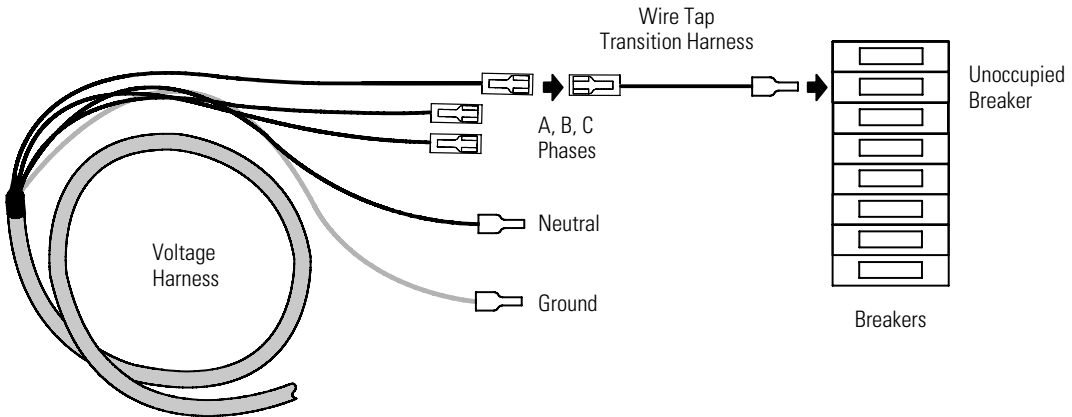 Wire Tap
Transition Harness
Unoccupied
Breaker
A, B, C
Phases
Neutral
Voltage
Harness
Ground
Breakers